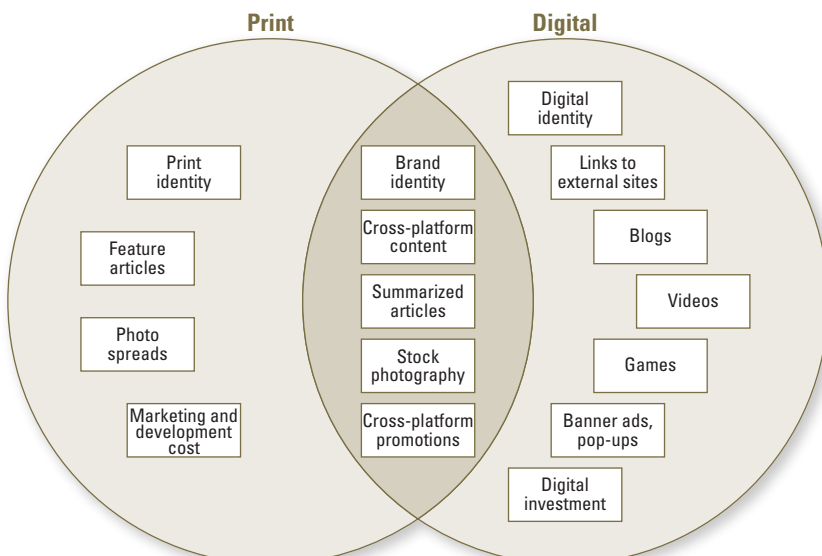 Print
Digital
Print
identity
Feature
articles
Photo
spreads
Marketing and
development
cost
Brand
identity
Cross-platform
content
Summarized
articles
Stock
photography
Cross-platform
promotions
Digital
identity
Links to
external sites
Blogs
Videos
Games
Banner ads,
pop-ups
Digital
investment